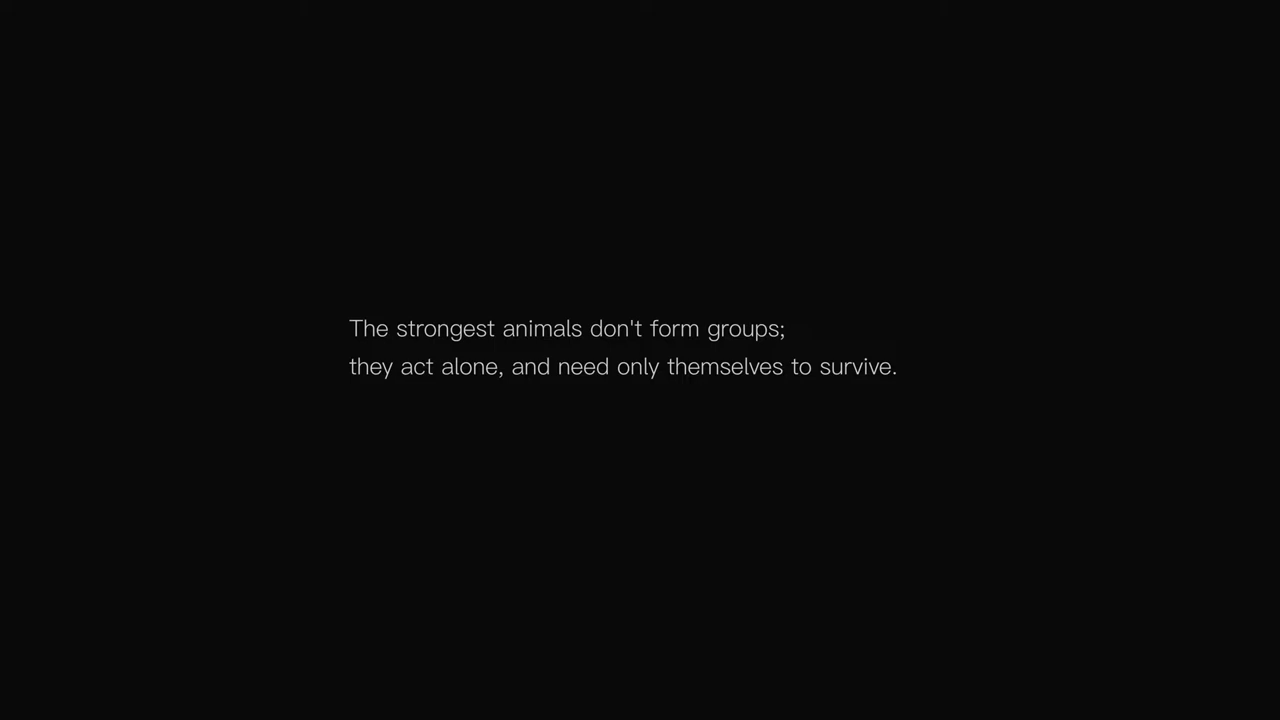 The strongest animals don't form groups;
they act alone, and need only themselves to survive.